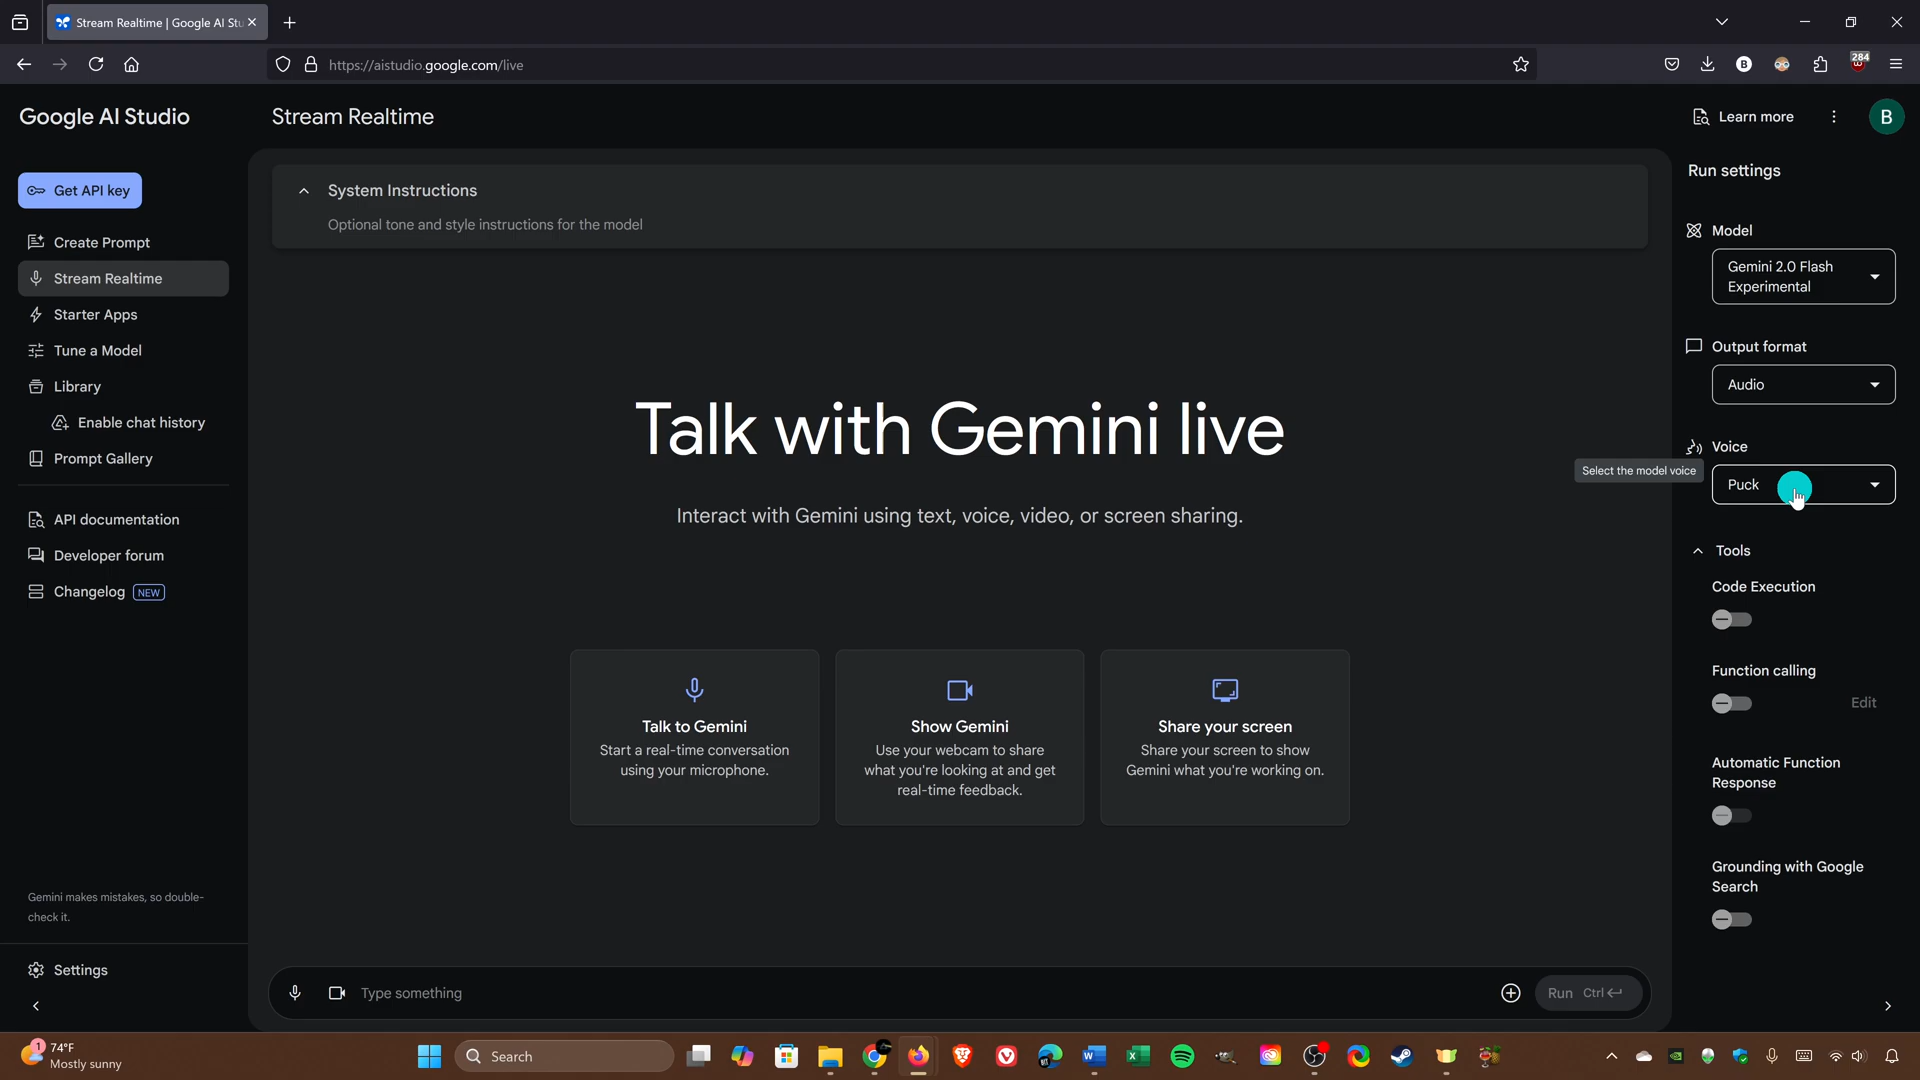 Stream Realtime | Google AI Stu
284
https://aistudio.google.com/live
Google AI Studio
Stream Realtime
Learn more
B
Get API key
Create Prompt
Stream Realtime
Starter Apps
Tune a Model
Library
Enable chat history
Prompt Gallery
API documentation
Developer forum
Changelog NEW
Gemini makes mistakes, so double-
check it.
Settings
System Instructions
Optional tone and style instructions for the model
Talk with Gemini live
Interact with Gemini using text, voice, video, or screen sharing.
Talk to Gemini
Start a real-time conversation
using your microphone.
Show Gemini
Use your webcam to share
what you're looking at and get
real-time feedback.
Share your screen
Share your screen to show
Gemini what you're working on.
Type something
Run Ctrl
Run settings
Model
Gemini 2.0 Flash
Experimental
Output format
Audio
Voice
Select the model voice
Puck
Tools
Code Execution
Function calling
Edit
Automatic Function
Response
Grounding with Google
Search
1
74°F
Mostly sunny
Search